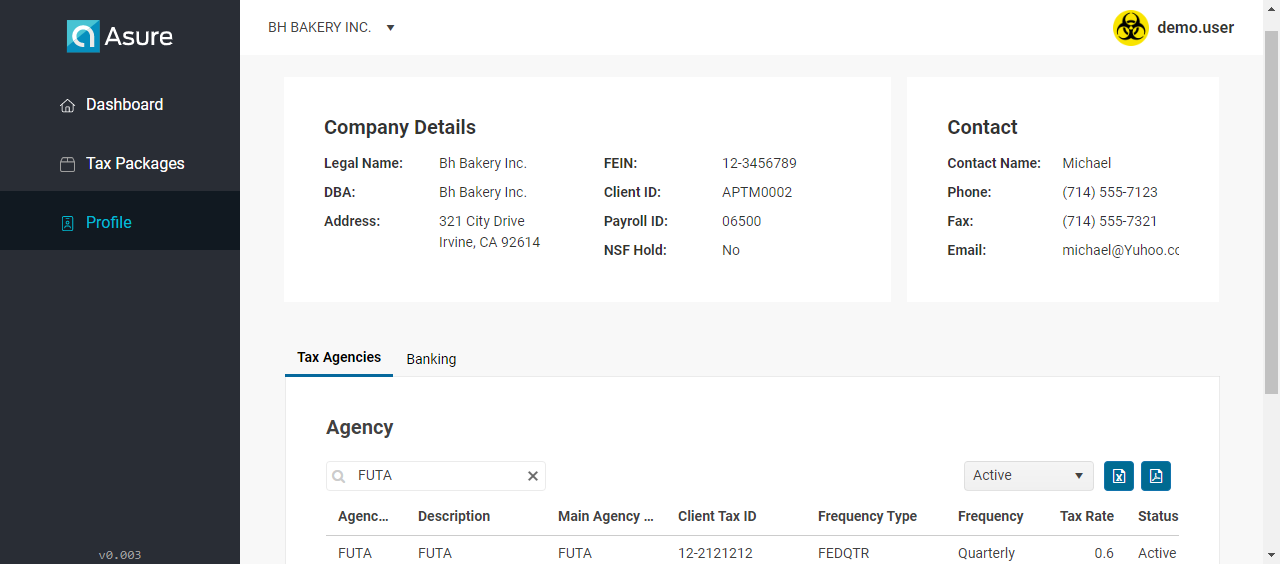 Asure
BH BAKERY INC.
demo.user
Dashboard
Tax Packages
Profile
v0.003
Company Details
Legal Name: Bh Bakery Inc. FEIN: 12-3456789
DBA: Bh Bakery Inc. Client ID: APTM0002
Address: 321 City Drive Payroll ID: 06500
Irvine, CA 92614
NSF Hold: No
Contact
Contact Name: Michael
Phone: (714) 555-7123
Fax: (714) 555-7321
Email: michael@Yuhoo.cc
Tax Agencies Banking
Agency
FUTA Active
Agenc... Description Main Agency ... Client Tax ID Frequency Type Frequency Tax Rate Status
FUTA FUTA FUTA 12-2121212 FEDQTR Quarterly 0.6 Active